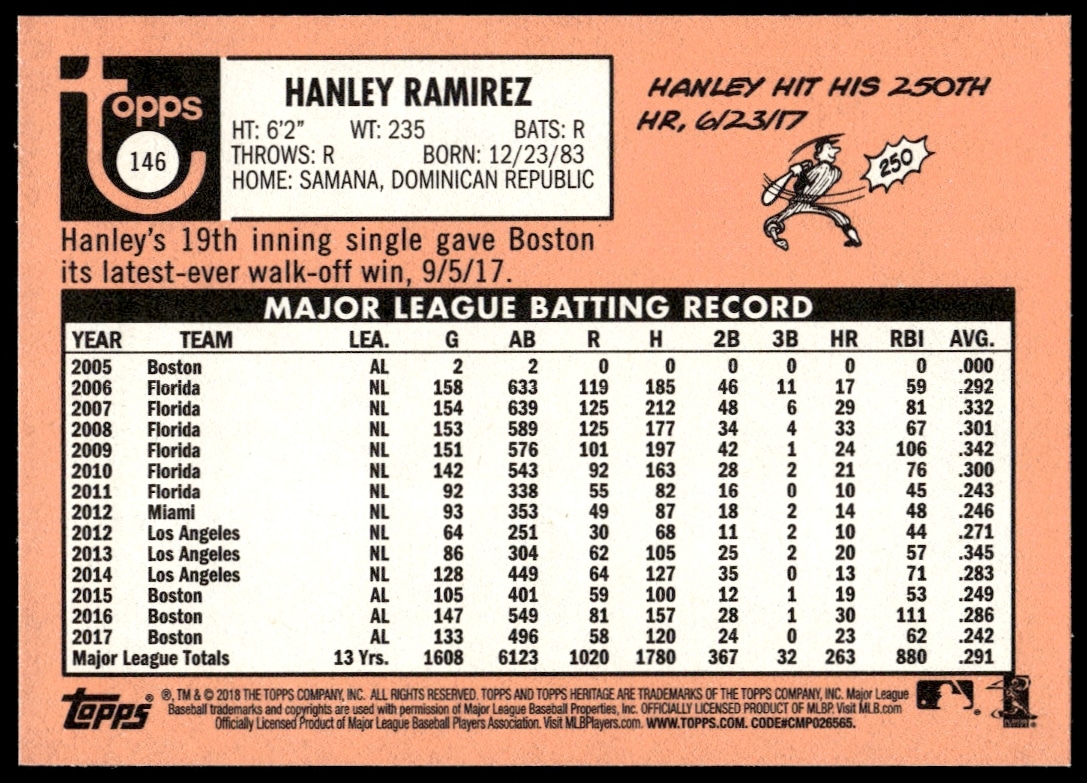 topps
146
HANLEY RAMIREZ
HT: 6'2" WT: 235 BATS: R
THROWS: R BORN: 12/23/83
HOME: SAMANA, DOMINICAN REPUBLIC
HANLEY HIT HIS 250TH
HR, 6/23/17
250
Hanley's 19th inning single gave Boston
its latest-ever walk-off win, 9/5/17.
MAJOR LEAGUE BATTING RECORD
YEAR TEAM LEA. G AB R H 2B 3B HR RBI AVG.
2005 Boston AL 2 2 0 0 0 0 0 0 .000
2006 Florida NL 158 633 119 185 46 11 17 59 .292
2007 Florida NL 154 639 125 212 48 6 29 81 .332
2008 Florida NL 153 589 125 177 34 4 33 67 .301
2009 Florida NL 151 576 101 197 42 1 24 106 .342
2010 Florida NL 142 543 92 163 28 2 21 76 .300
2011 Florida NL 92 338 55 82 16 0 10 45 .243
2012 Miami NL 93 353 49 87 18 2 14 48 .246
2012 Los Angeles NL 64 251 30 68 11 2 10 44 .271
2013 Los Angeles NL 86 304 62 105 25 2 20 57 .345
2014 Los Angeles NL 128 449 64 127 35 0 13 71 .283
2015 Boston AL 105 401 59 100 12 1 19 53 .249
2016 Boston AL 147 549 81 157 28 1 30 111 .286
2017 Boston AL 133 496 58 120 24 0 23 62 .242
Major League Totals 13 Yrs. 1608 6123 1020 1780 367 32 263 880 .291
Topps ® ®, TM & © 2018 THE TOPPS COMPANY, INC. ALL RIGHTS RESERVED. TOPPS AND TOPPS HERITAGE ARE TRADEMARKS OF THE TOPPS COMPANY, INC. Major League
Baseball trademarks and copyrights are used with permission of Major League Baseball Properties, Inc. OFFICIALLY LICENSED PRODUCT OF MLBP. Visit MLB.com
Officially Licensed Product of Major League Baseball Players Association. Visit MLBPlayers.com. WWW.TOPPS.COM. CODE#CMP026565.